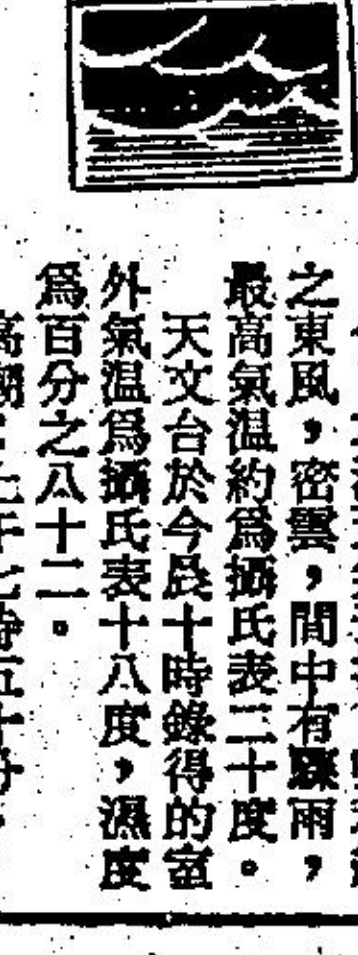 之東風，密雲，間中有驟雨，
最高氣温約爲攝氏表二十度。
天文台於今晨十時錄得的室
外氣温爲攝氏表十八度，濕度
爲百分之八十二。